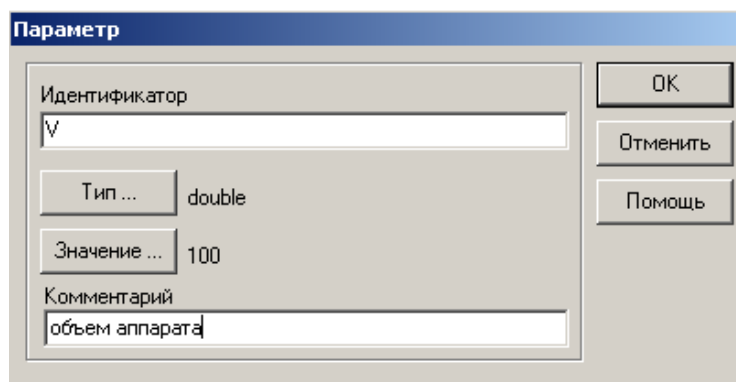 Параметр
Идентификатор
V
Тип ... double
Значение ... 100
Комментарий
объем аппарата
OK
Отменить
Помощь